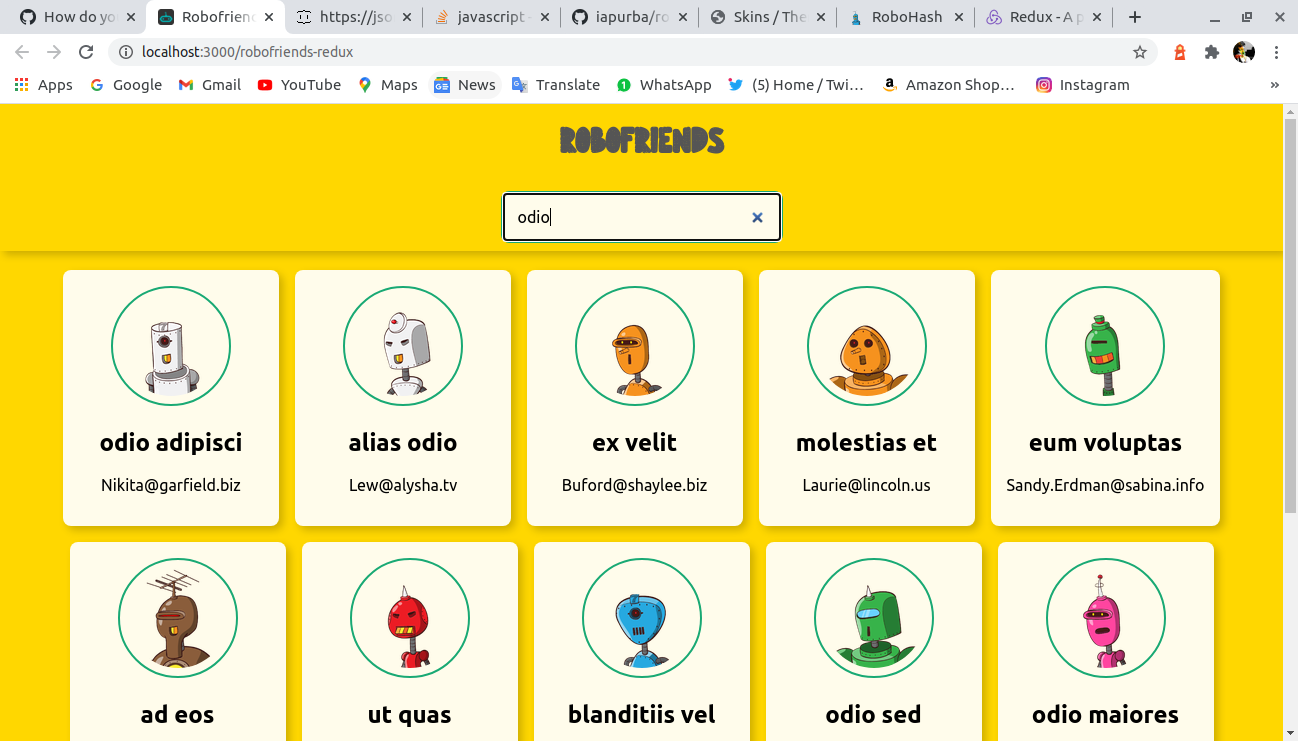 How do yo
Robofriend
https://jso
javascript -
iapurba/ro
Skins / The
RoboHash
Redux - A p
localhost:3000/robofriends-redux
Apps
Google
Gmail
YouTube
Maps
News
Translate
WhatsApp
(5) Home / Twi…
Amazon Shop…
Instagram
»
ROBOFRIENDS
odio
odio adipisci
alias odio
ex velit
molestias et
eum voluptas
Nikita@garfield.biz
Lew@alysha.tv
Buford@shaylee.biz
Laurie@lincoln.us
Sandy.Erdman@sabina.info
ad eos
ut quas
blanditiis vel
odio sed
odio maiores